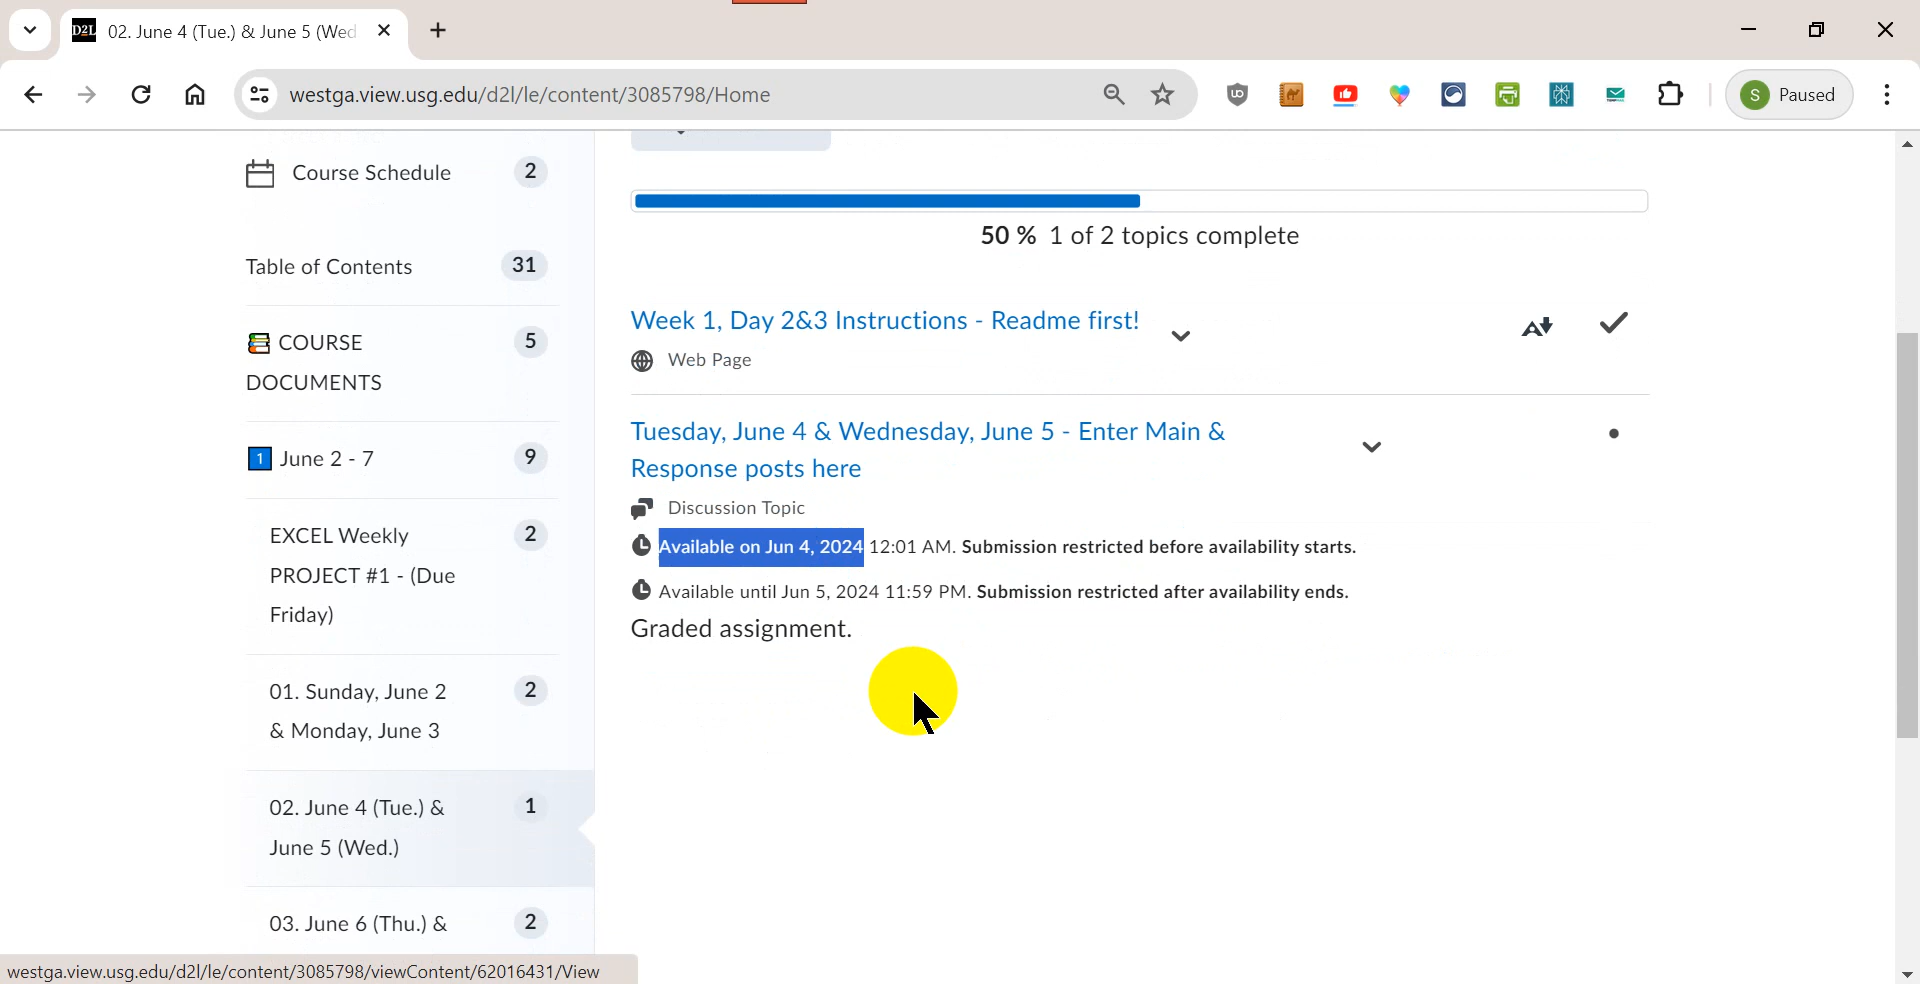 D2L 02. June 4 (Tue.) & June 5 (Wed
westga.view.usg.edu/d2l/le/content/3085798/Home
S Paused
Course Schedule 2
Table of Contents 31
COURSE DOCUMENTS 5
1 June 2 - 7 9
EXCEL Weekly 2
PROJECT #1 - (Due
Friday)
01. Sunday, June 2 2
& Monday, June 3
02. June 4 (Tue.) & 1
June 5 (Wed.)
03. June 6 (Thu.) & 2
50 % 1 of 2 topics complete
Week 1, Day 2&3 Instructions - Readme first!
Web Page
Tuesday, June 4 & Wednesday, June 5 - Enter Main &
Response posts here
Discussion Topic
Available on Jun 4, 2024 12:01 AM. Submission restricted before availability starts.
Available until Jun 5, 2024 11:59 PM. Submission restricted after availability ends.
Graded assignment.
westga.view.usg.edu/d2l/le/content/3085798/viewContent/62016431/View